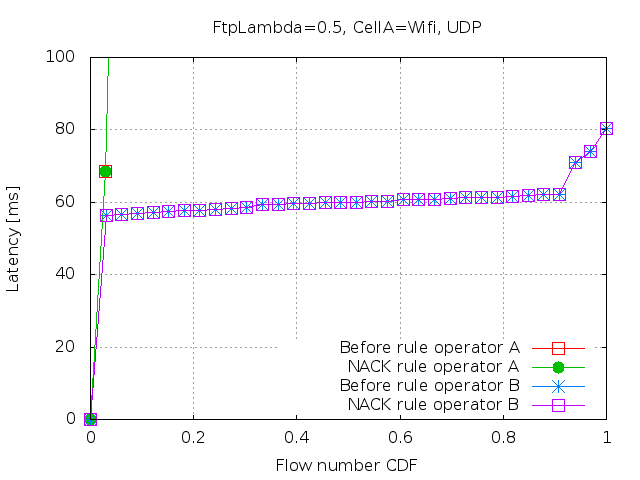 FtpLambda=0.5, CellA=Wifi, UDP
100
80
60
40
20
0
Latency [ms]
Before rule operator A
NACK rule operator A
Before rule operator B
NACK rule operator B
0 0.2 0.4 0.6 0.8 1
Flow number CDF